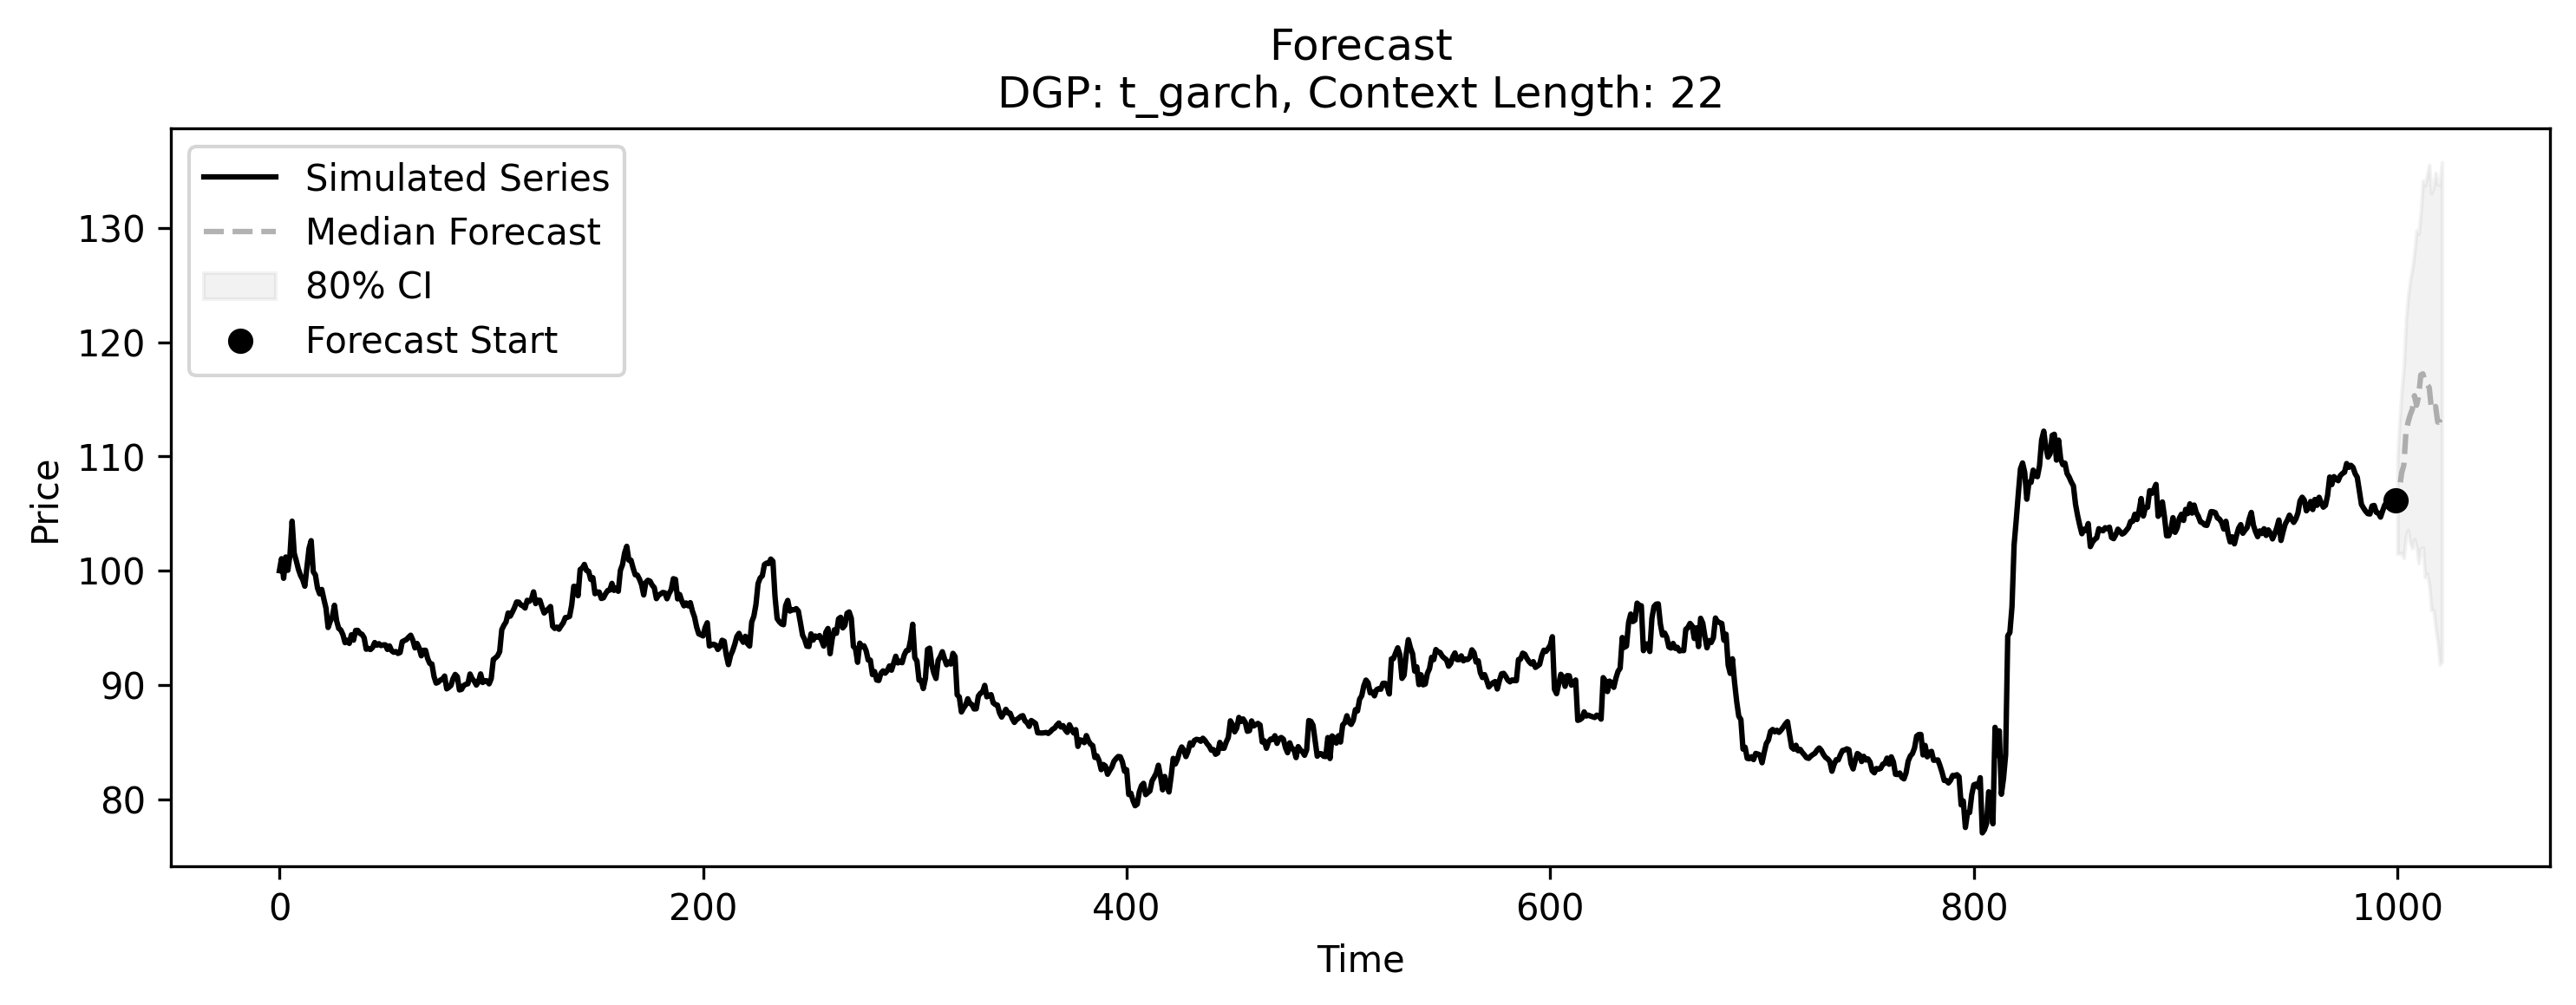 Forecast
DGP: t_garch, Context Length: 22
Simulated Series
Median Forecast
80% CI
Forecast Start
Price
130
120
110
100
90
80
0
200
400
600
800
1000
Time